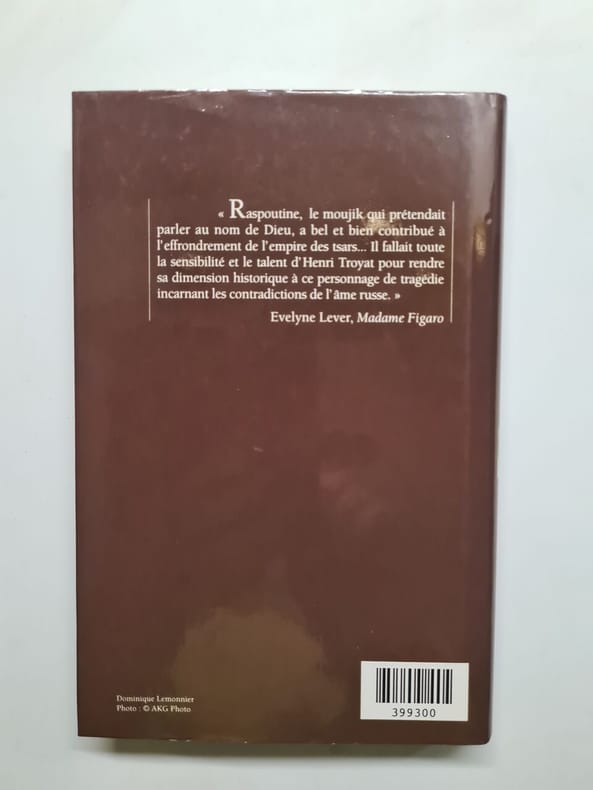 « Raspoutine, le moujik qui prétendait
parler au nom de Dieu, a bel et bien contribué à
l'effrondrement de l'empire des tsars... Il fallait toute
la sensibilité et le talent d'Henri Troyat pour rendre
sa dimension historique à ce personnage de tragédie
incarnant les contradictions de l'âme russe. »
Evelyne Lever, Madame Figaro
Dominique Lemonnier
Photo : © AKG Photo
399300